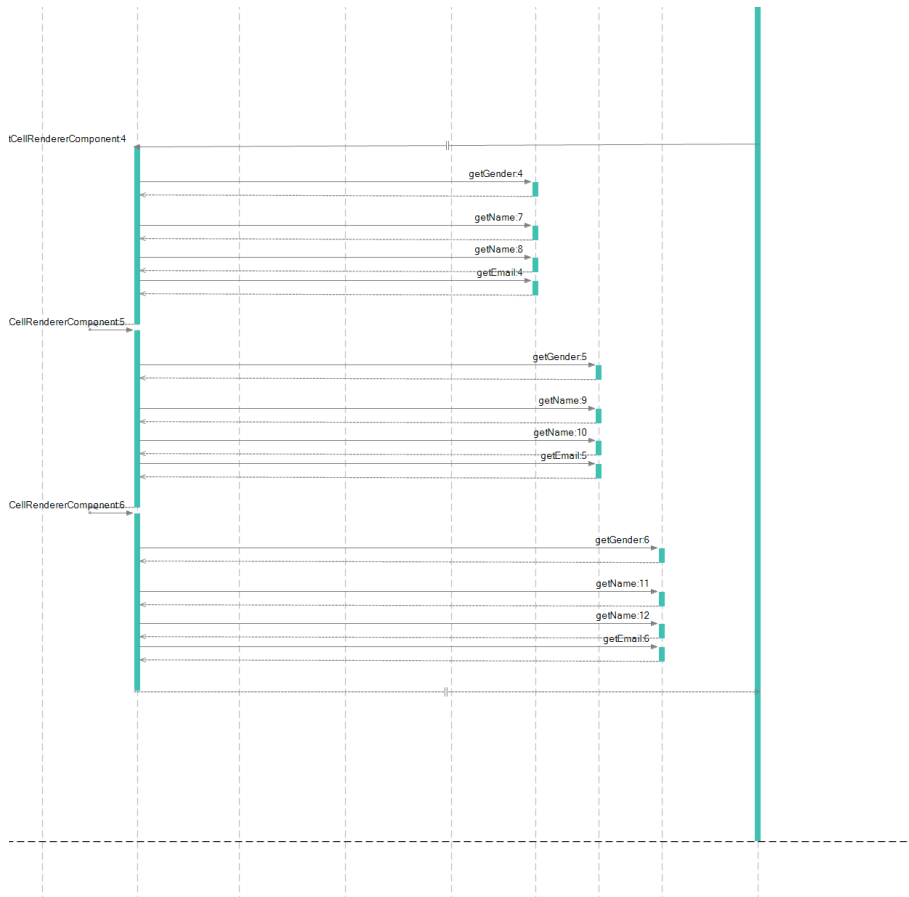 tCellRendererComponent:4
getGender:4
getName:7
getName:8
getEmail:4
CellRendererComponent:5
getGender:5
getName:9
getName:10
getEmail:5
CellRendererComponent:6
getGender:6
getName:11
getName:12
getEmail:6